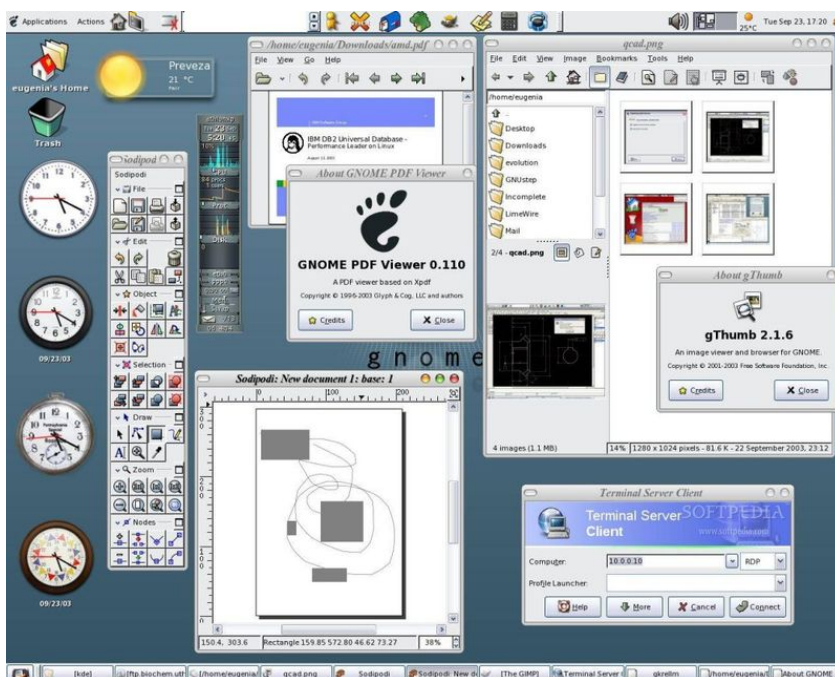 Applications Actions
25°C
Tue Sep 23, 17:20
eugenia's Home
Trash
Preveza
21 °C
Fair
/home/eugenia/Downloads/amd.pdf
File View Go Help
IBM DB2 Universal Database -
Performance Leader on Linux
About GNOME PDF Viewer
GNOME PDF Viewer 0.110
A PDF viewer based on Xpdf
Copyright © 1996-2003 Glyph & Cog, LLC and authors
Credits
Close
qcad.png
File Edit View Image Bookmarks Tools Help
/home/eugenia
..
Desktop
Downloads
evolution
GNUstep
Incomplete
LimeWire
Mail
2/4 - qcad.png
4 images (1.1 MB)
14%
1280 x 1024 pixels - 81.6 K - 22 September 2003, 23:12
About gThumb
gThumb 2.1.6
An image viewer and browser for GNOME.
Copyright © 2001-2003 Free Software Foundation, Inc.
Credits
Close
Sodipod
Sodipodi
File
Edit
Object
Selection
Draw
Zoom
Nodes
09/23/03
09/23/03
gnome
Sodipodi: New document 1: base: 1
0 100 200
150.4, 303.6
Rectangle 159.85 572.80 46.62 73.27
38%
Terminal Server Client
Terminal Server
Client
SOFTPEDIA
www.softpedia.com
Computer:
10.0.0.10
RDP
Profile Launcher:
Help
More
Cancel
Connect
[kde]
[ftp.biochem.utl
[/home/eugenia/
qcad.png
Sodipodi
Sodipodi: New d
[The GIMP]
Terminal Server
gkrellm
/home/eugenia/
About GNOME